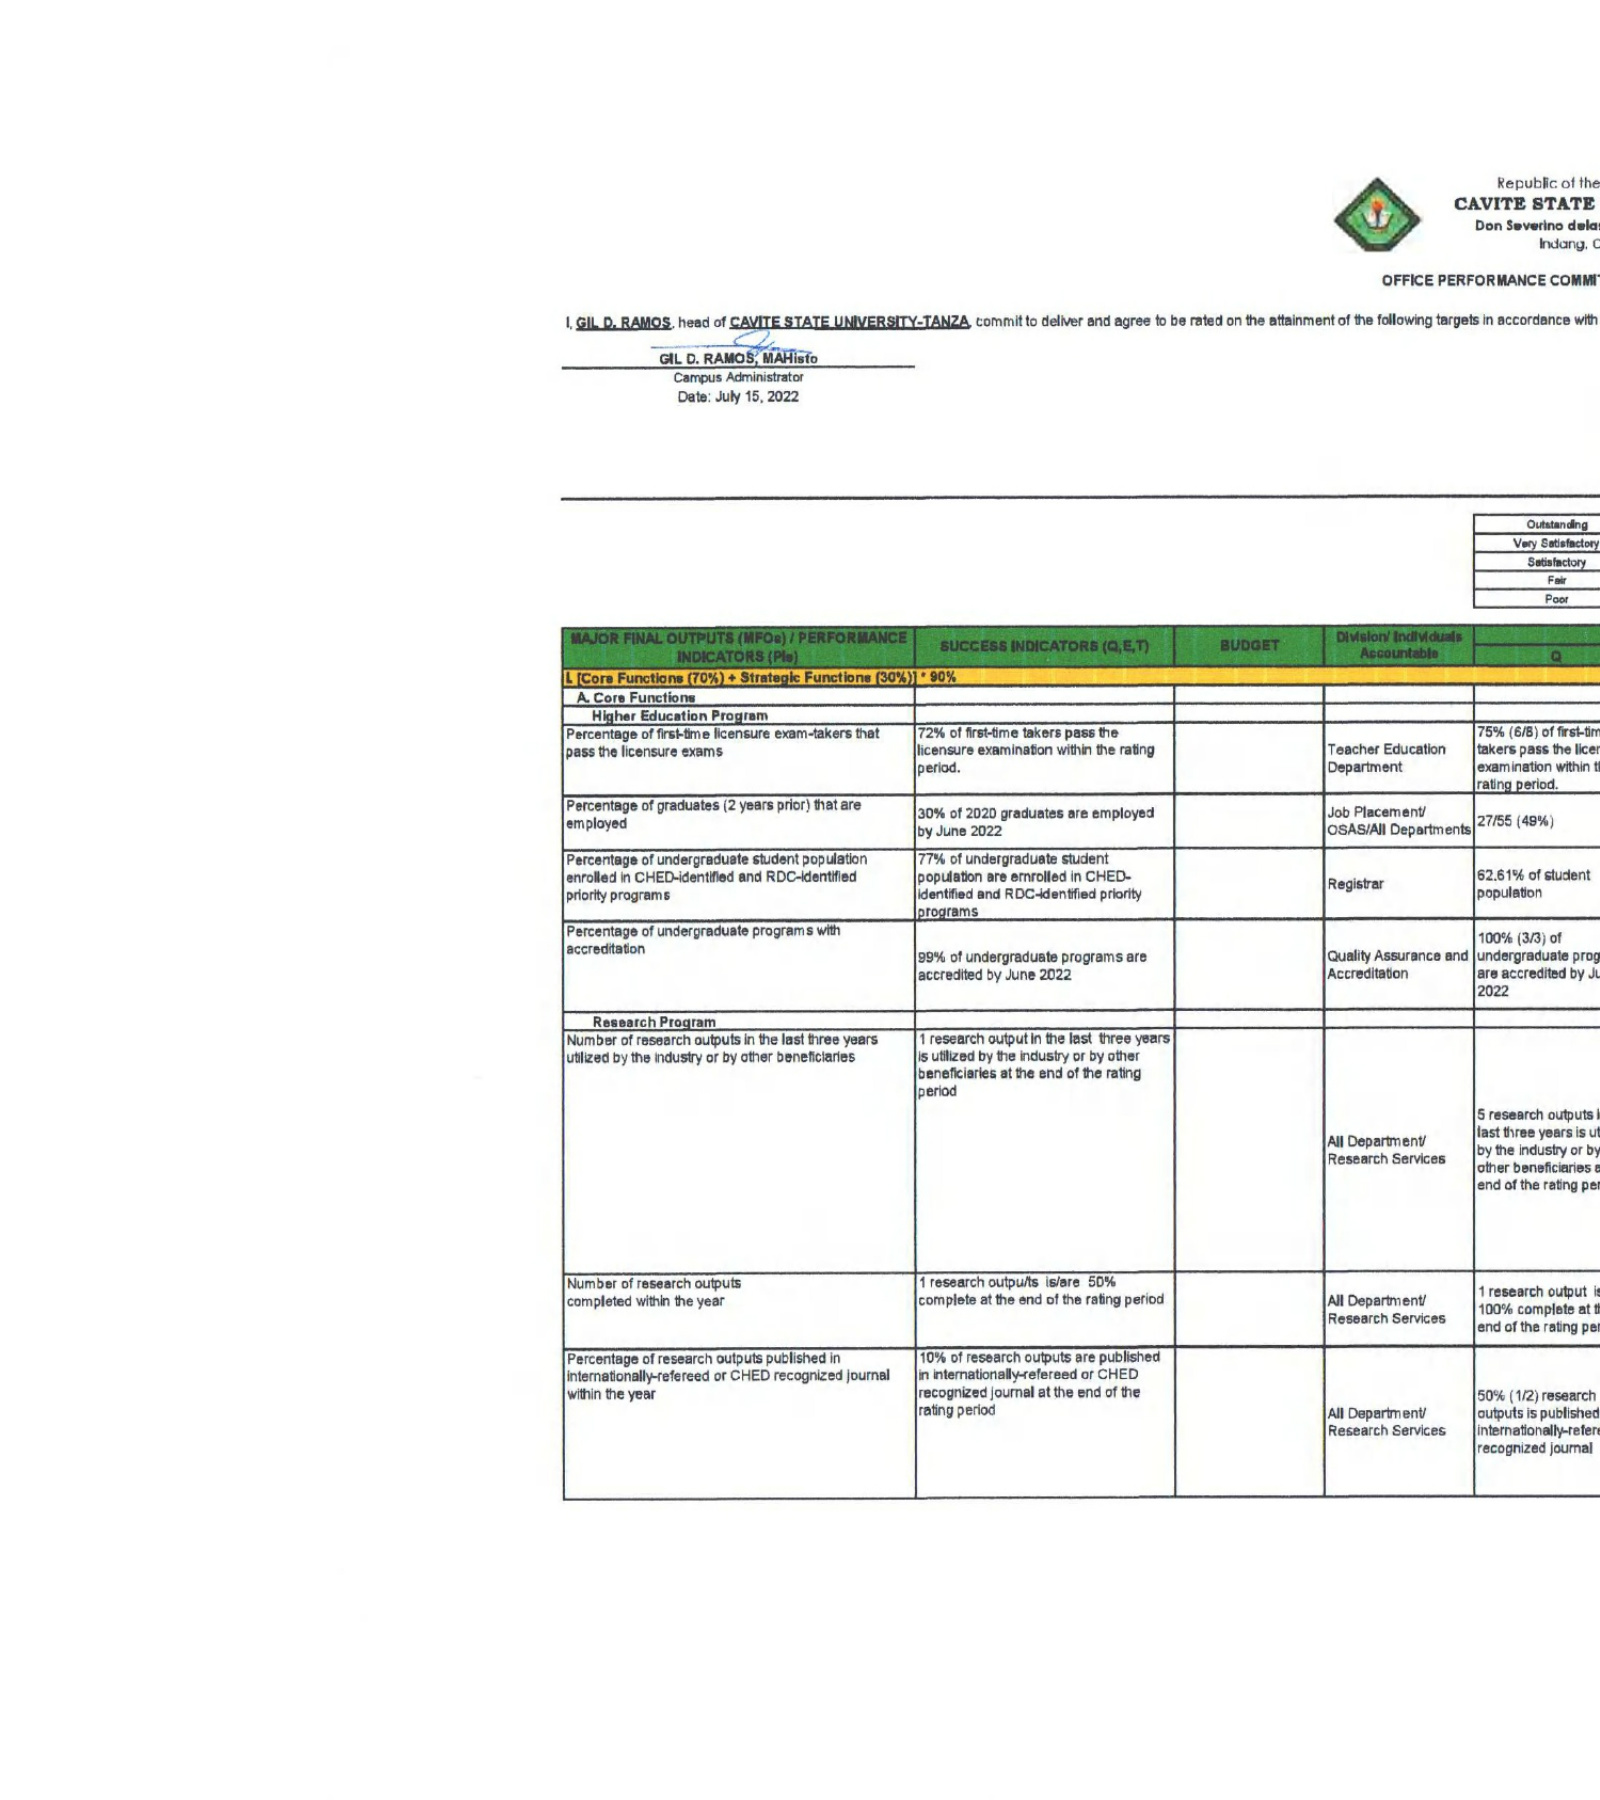 Republic of the
CAVITE STATE
Don Severino delas
Indang, C
OFFICE PERFORMANCE COMMIT
I, GIL D. RAMOS, head of CAVITE STATE UNIVERSITY-TANZA, commit to deliver and agree to be rated on the attainment of the following targets in accordance with
GIL D. RAMOS, MAHisto
Campus Administrator
Date: July 15, 2022
Outstanding
Very Satisfactory
Satisfactory
Fair
Poor
MAJOR FINAL OUTPUTS (MFOs) / PERFORMANCE
INDICATORS (PIs)
SUCCESS INDICATORS (Q,E,T)
BUDGET
Division/ Individuals
Accountable
Q
I. [Core Functions (70%) + Strategic Functions (30%)] * 90%
A. Core Functions
Higher Education Program
Percentage of first-time licensure exam-takers that
pass the licensure exams
72% of first-time takers pass the
licensure examination within the rating
period.
Teacher Education
Department
75% (6/8) of first-tim
takers pass the licen
examination within th
rating period.
Percentage of graduates (2 years prior) that are
employed
30% of 2020 graduates are employed
by June 2022
Job Placement/
OSAS/All Departments
27/55 (49%)
Percentage of undergraduate student population
enrolled in CHED-identified and RDC-identified
priority programs
77% of undergraduate student
population are emrolled in CHED-
identified and RDC-identified priority
programs
Registrar
62.61% of student
population
Percentage of undergraduate programs with
accreditation
99% of undergraduate programs are
accredited by June 2022
Quality Assurance and
Accreditation
100% (3/3) of
undergraduate prog
are accredited by Ju
2022
Research Program
Number of research outputs in the last three years
utilized by the industry or by other beneficiaries
1 research output in the last three years
is utilized by the industry or by other
beneficiaries at the end of the rating
period
All Department/
Research Services
5 research outputs i
last three years is ut
by the industry or by
other beneficiaries a
end of the rating per
Number of research outputs
completed within the year
1 research outpu/ts is/are 50%
complete at the end of the rating period
All Department/
Research Services
1 research output is
100% complete at th
end of the rating per
Percentage of research outputs published in
internationally-refereed or CHED recognized journal
within the year
10% of research outputs are published
in internationally-refereed or CHED
recognized journal at the end of the
rating period
All Department/
Research Services
50% (1/2) research
outputs is published
internationally-refere
recognized journal